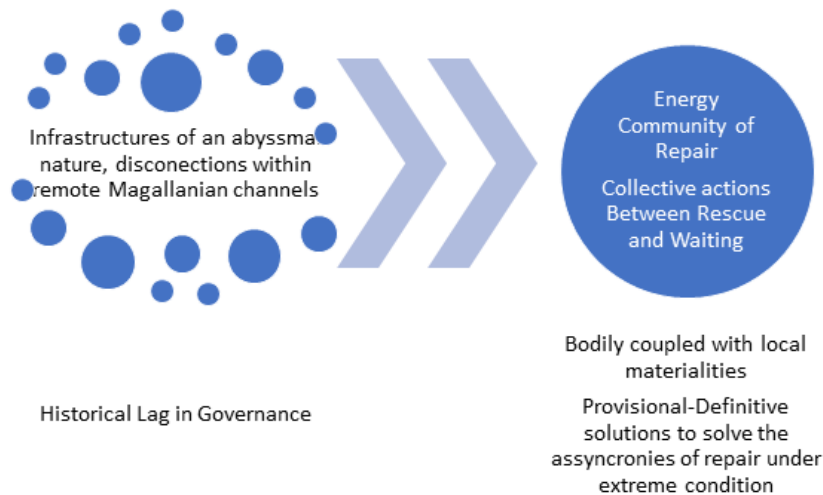 Infrastructures of an abyssma
nature, disconections within
remote Magallanian channels
Historical Lag in Governance
Energy
Community of
Repair
Collective actions
Between Rescue
and Waiting
Bodily coupled with local
materialities
Provisional-Definitive
solutions to solve the
assyncronies of repair under
extreme condition